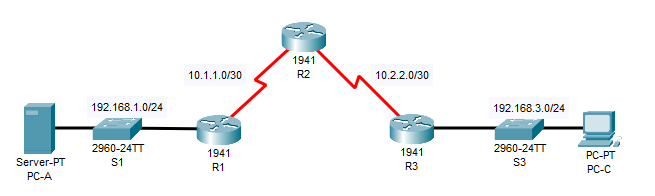 1941
R2
10.1.1.0/30
10.2.2.0/30
192.168.1.0/24
192.168.3.0/24
Server-PT
PC-A
2960-24TT
S1
1941
R1
1941
R3
2960-24TT
S3
PC-PT
PC-C